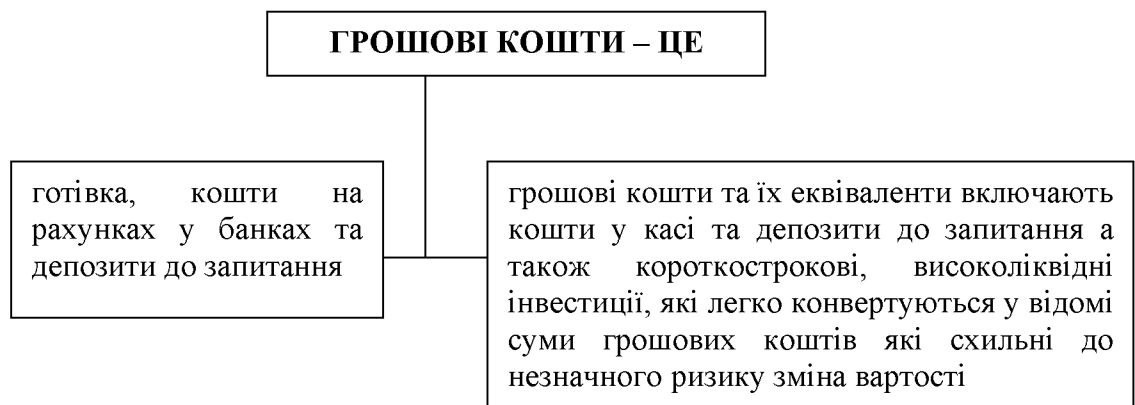 ГРОШОВІ КОШТИ – ЦЕ
готівка, кошти на
рахунках у банках та
депозити до запитання
грошові кошти та їх еквіваленти включають
кошти у касі та депозити до запитання а
також короткострокові, високоліквідні
інвестиції, які легко конвертуються у відомі
суми грошових коштів які схильні до
незначного ризику зміна вартості